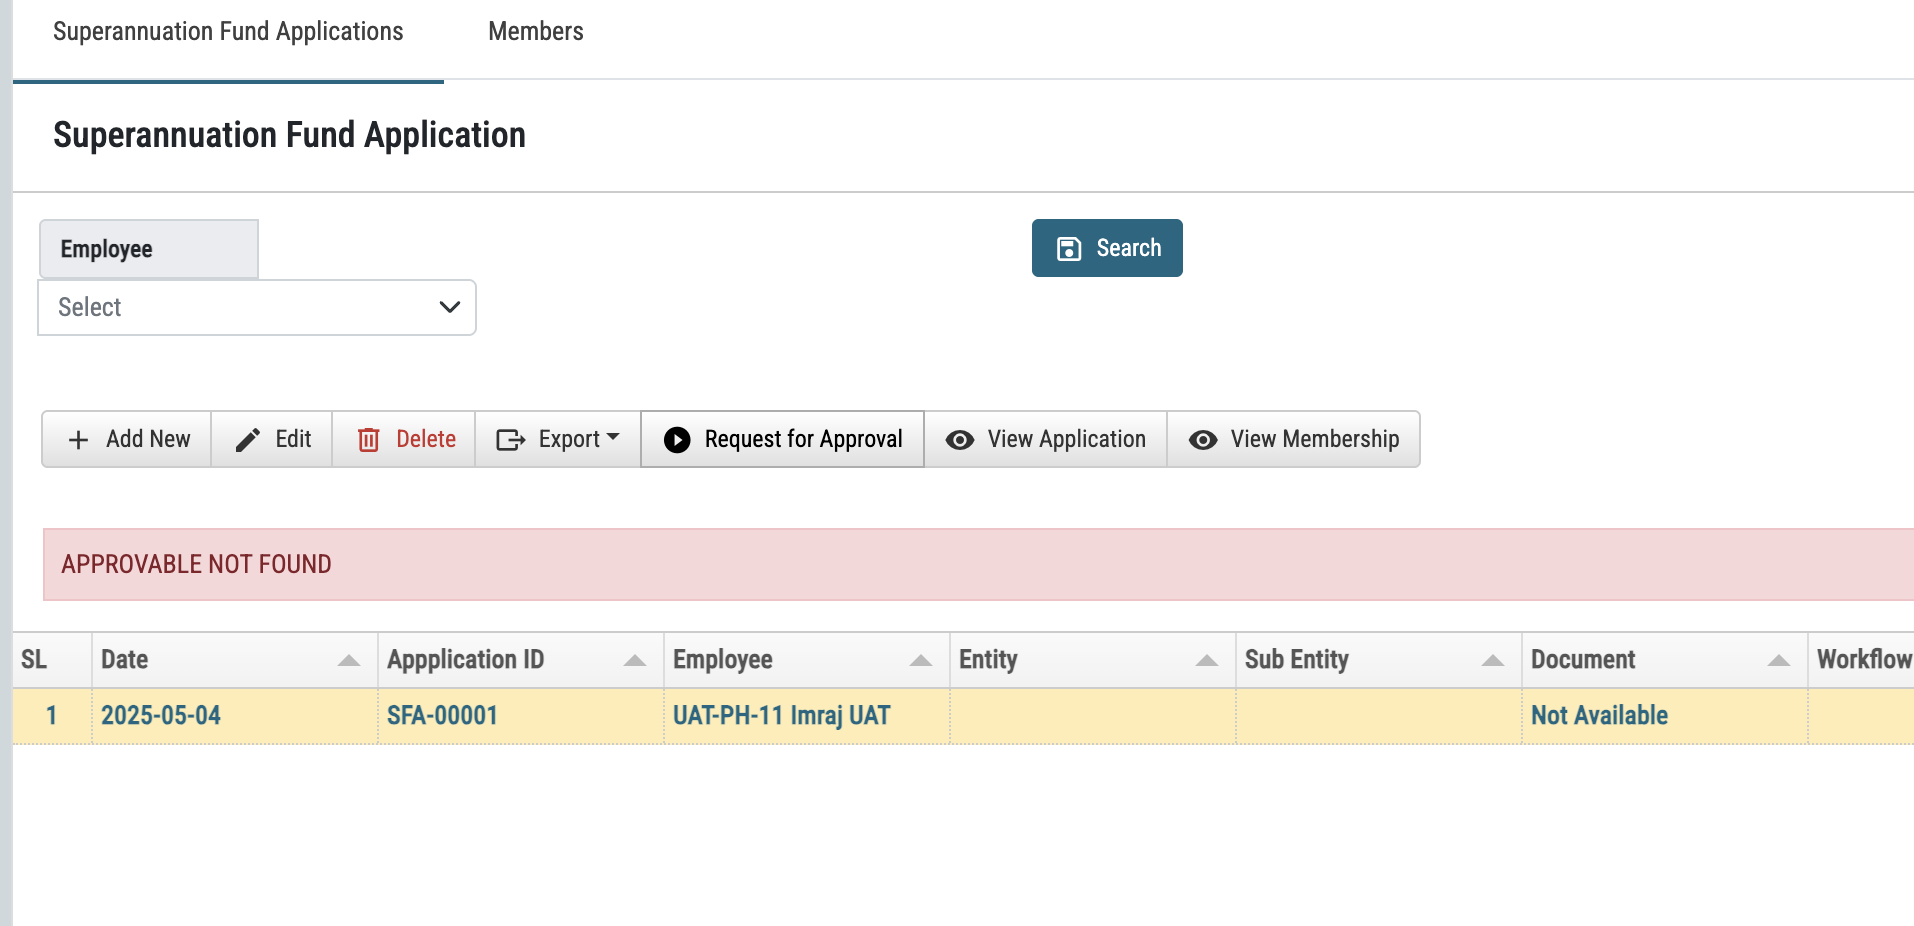 Superannuation Fund Applications Members
Superannuation Fund Application
Employee
Search
Select
Add New Edit Delete Export Request for Approval View Application View Membership
APPROVABLE NOT FOUND
SL Date Appplication ID Employee Entity Sub Entity Document Workflow
1 2025-05-04 SFA-00001 UAT-PH-11 Imraj UAT Not Available